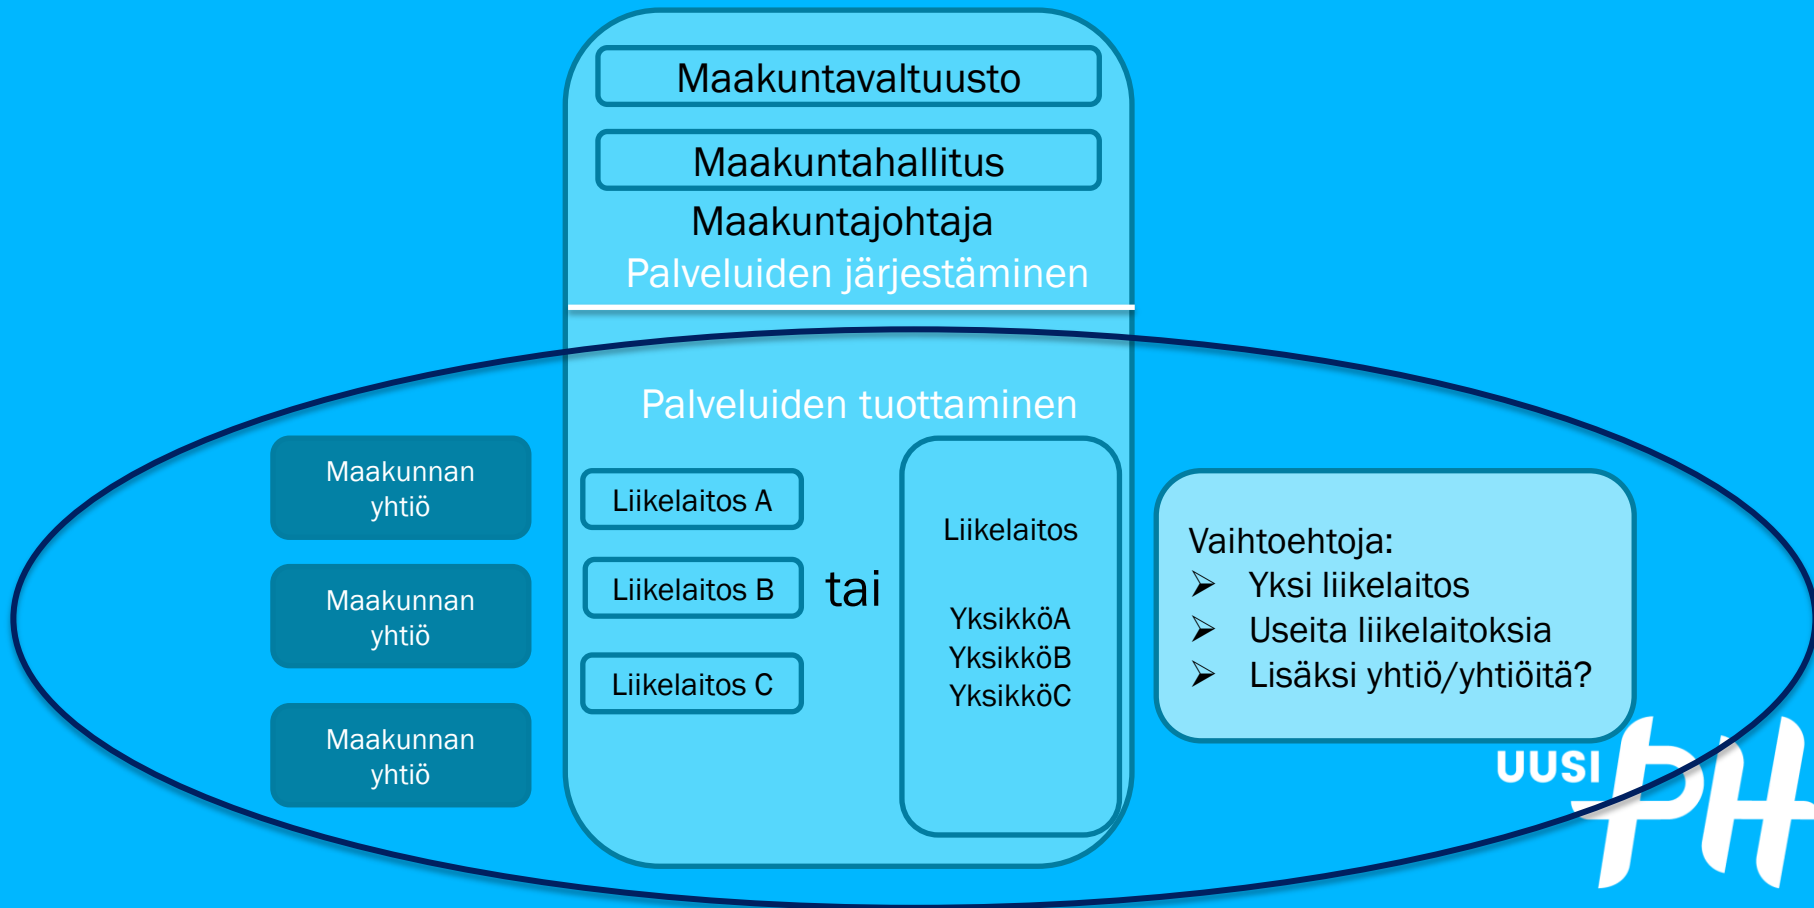 Maakuntavaltuusto
Maakuntahallitus
Maakuntajohtaja
Palveluiden järjestäminen
Palveluiden tuottaminen
Maakunnan
yhtiö
Maakunnan
yhtiö
Maakunnan
yhtiö
Liikelaitos A
Liikelaitos B
Liikelaitos C
tai
Liikelaitos
YksikköA
YksikköB
YksikköC
Vaihtoehtoja:
➢ Yksi liikelaitos
➢ Useita liikelaitoksia
➢ Lisäksi yhtiö/yhtiöitä?
UUSI PH